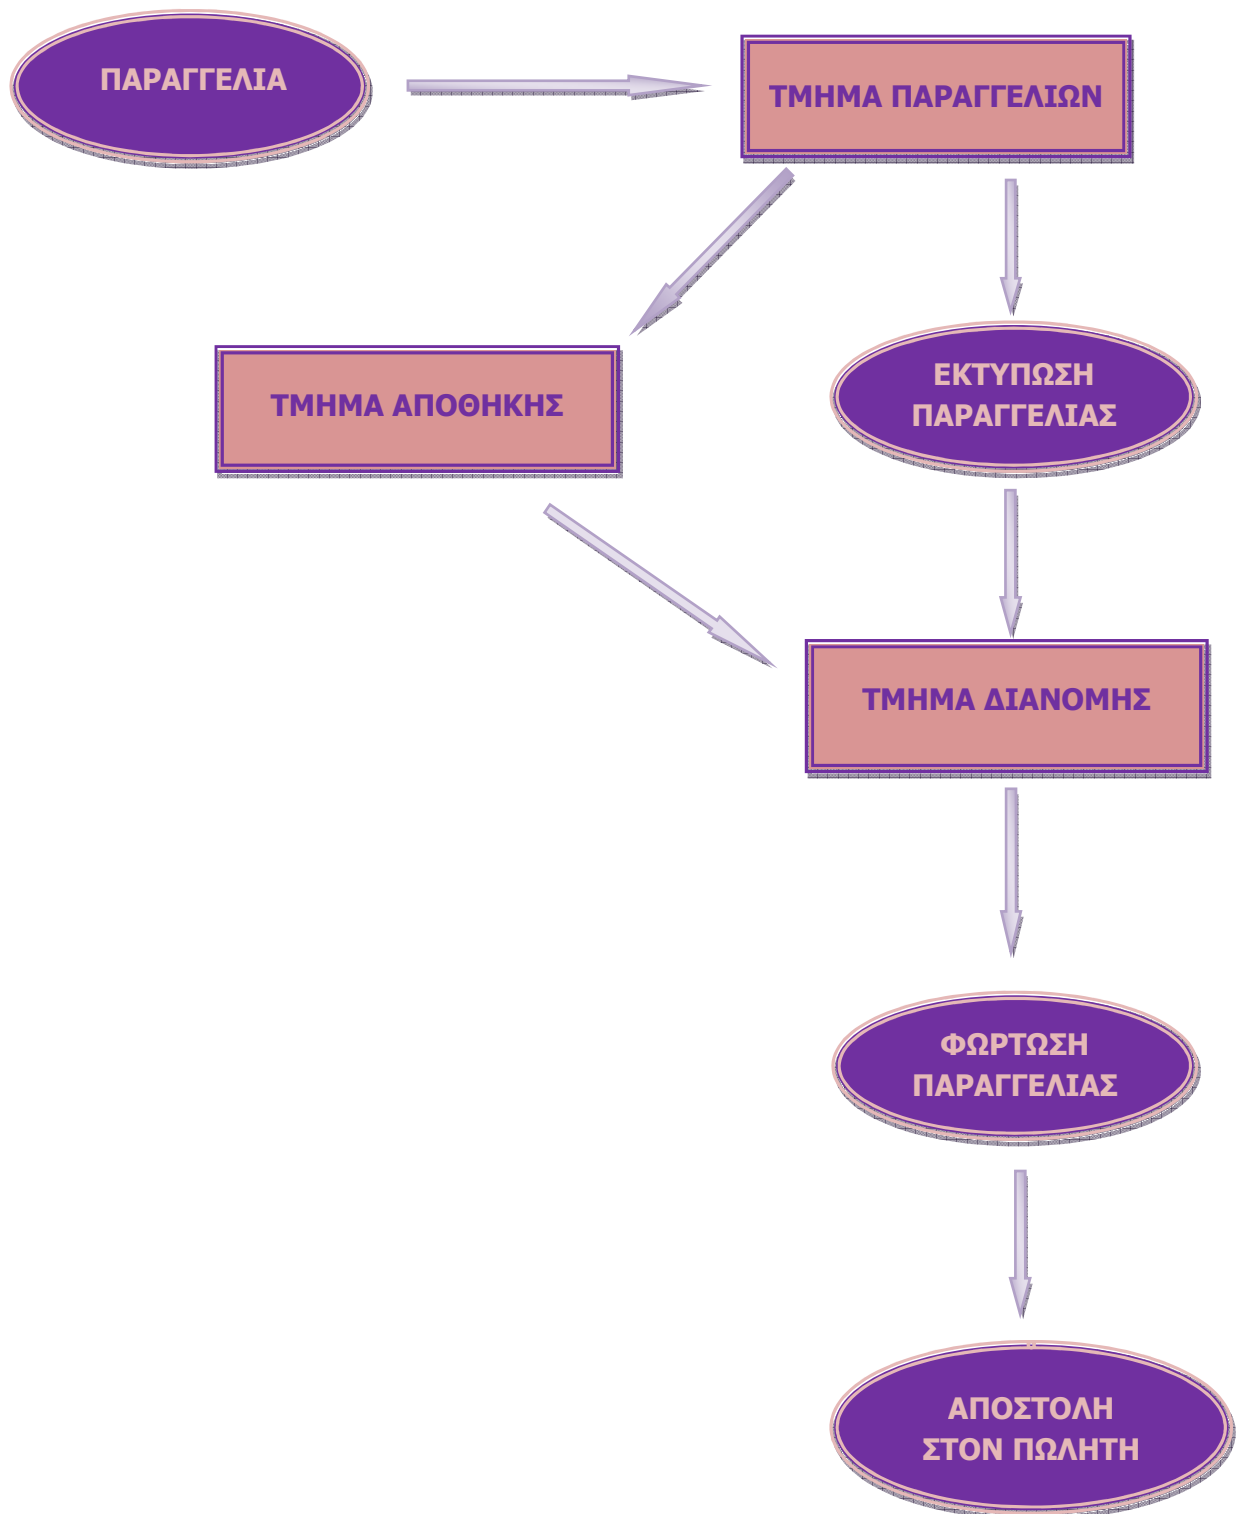 ΠΑΡΑΓΓΕΛΙΑ
ΤΜΗΜΑ ΠΑΡΑΓΓΕΛΙΩΝ
ΤΜΗΜΑ ΑΠΟΘΗΚΗΣ
ΕΚΤΥΠΩΣΗ
ΠΑΡΑΓΓΕΛΙΑΣ
ΤΜΗΜΑ ΔΙΑΝΟΜΗΣ
ΦΩΡΤΩΣΗ
ΠΑΡΑΓΓΕΛΙΑΣ
ΑΠΟΣΤΟΛΗ
ΣΤΟΝ ΠΩΛΗΤΗ